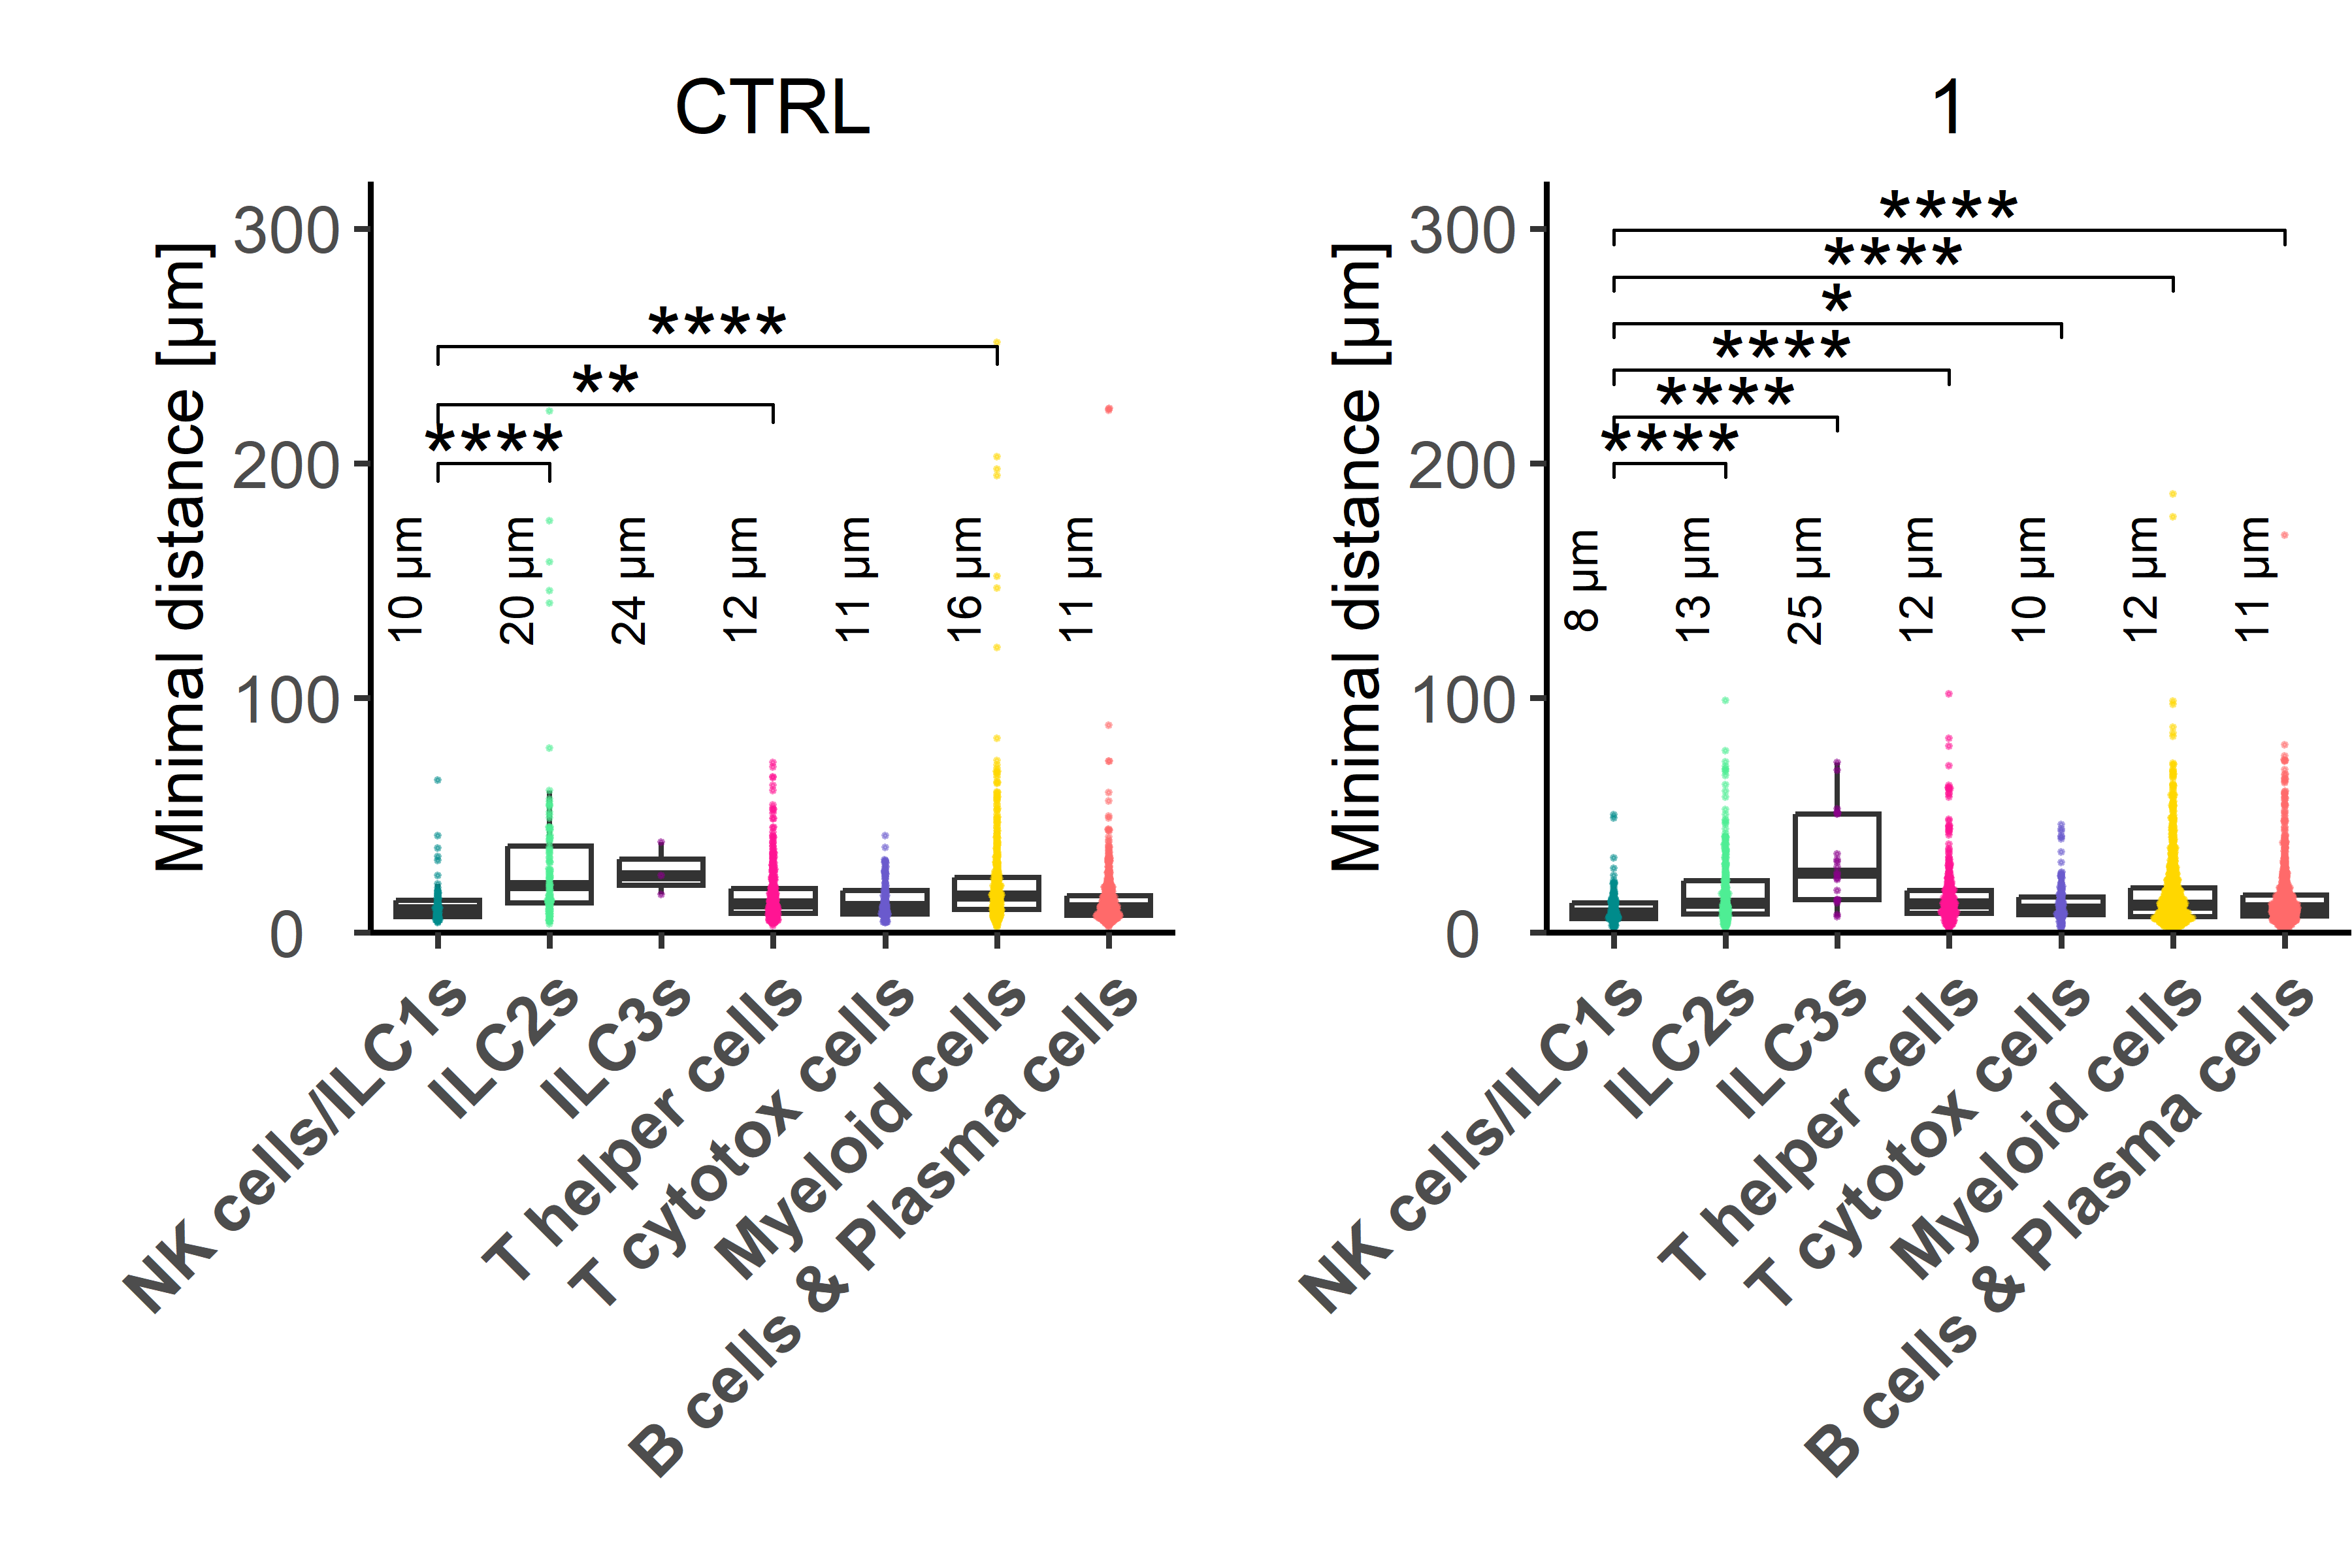 CTRL
Minimal distance [µm]
300
200
100
0
****
**
****
10 µm
20 µm
24 µm
12 µm
11 µm
16 µm
11 µm
NK cells/ILC1s
ILC2s
ILC3s
T helper cells
T cytotox cells
Myeloid cells
B cells & Plasma cells
1
Minimal distance [µm]
300
200
100
0
****
****
*
****
****
****
8 µm
13 µm
25 µm
12 µm
10 µm
12 µm
11 µm
NK cells/ILC1s
ILC2s
ILC3s
T helper cells
T cytotox cells
Myeloid cells
B cells & Plasma cells